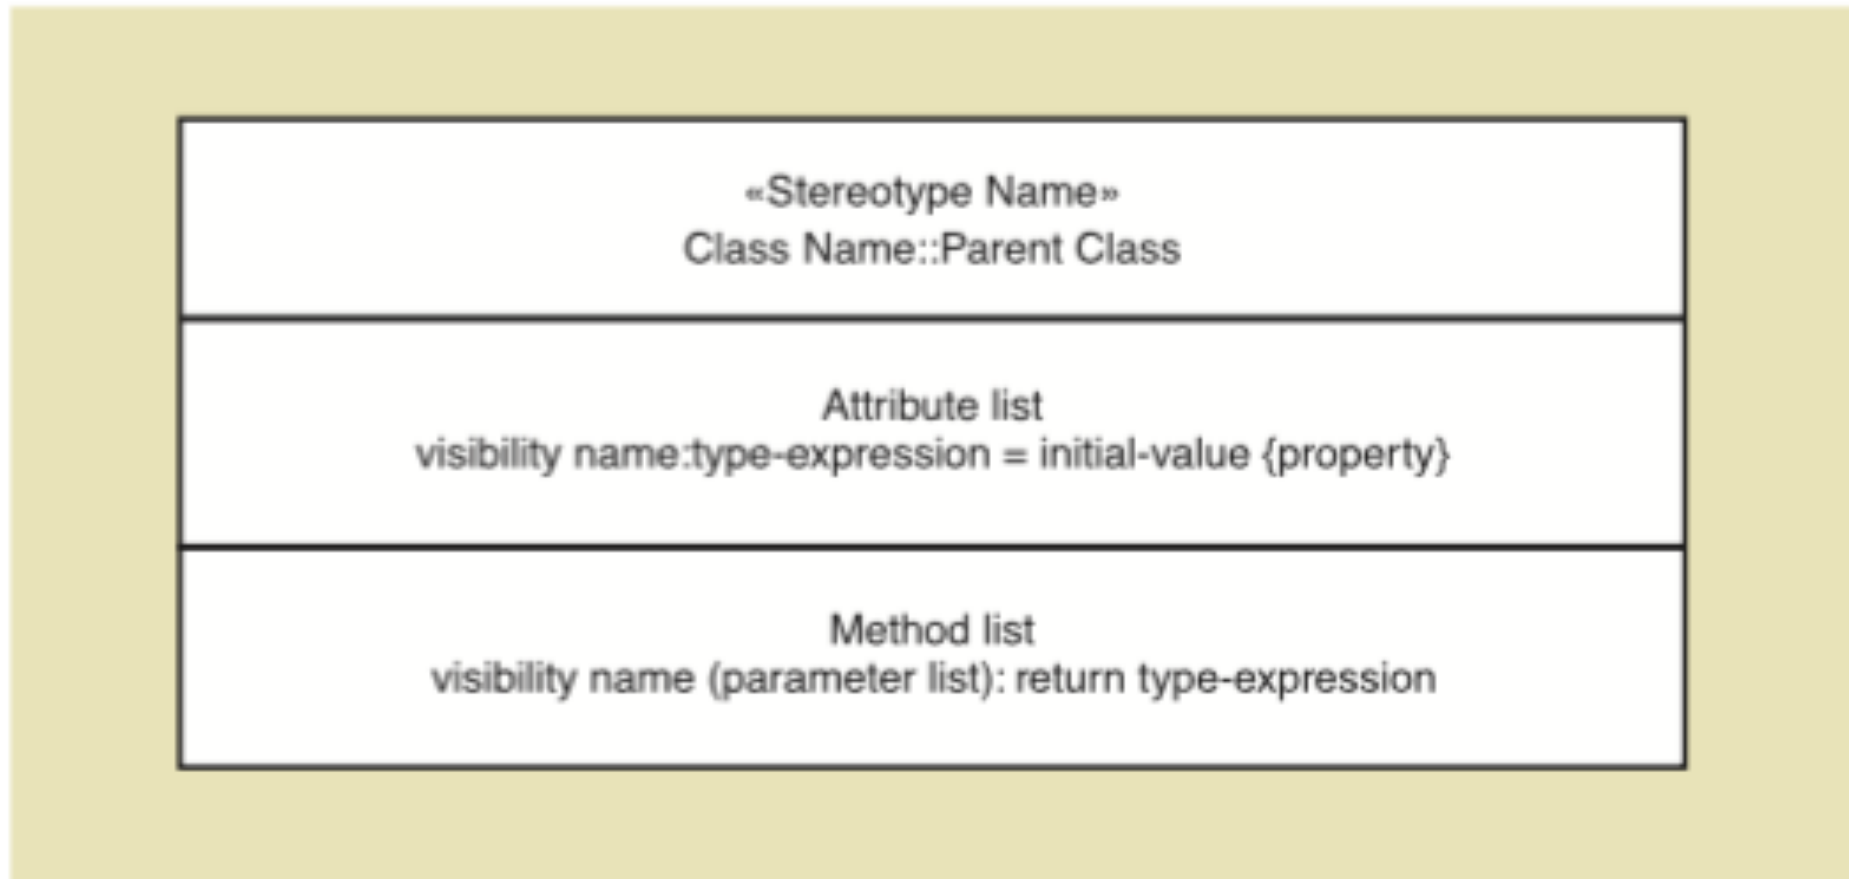 «Stereotype Name»
Class Name::Parent Class
Attribute list
visibility name:type-expression = initial-value {property}
Method list
visibility name (parameter list): return type-expression